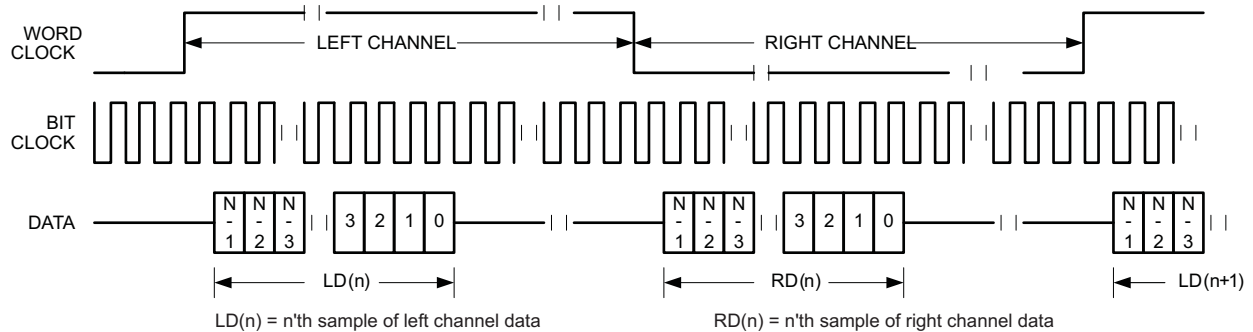 WORD
CLOCK
LEFT CHANNEL
RIGHT CHANNEL
BIT
CLOCK
DATA
N
-
1
N
-
2
N
-
3
3 2 1 0
N
-
1
N
-
2
N
-
3
3 2 1 0
N
-
1
N
-
2
N
-
3
LD(n)
RD(n)
LD(n+1)
LD(n) = n'th sample of left channel data
RD(n) = n'th sample of right channel data